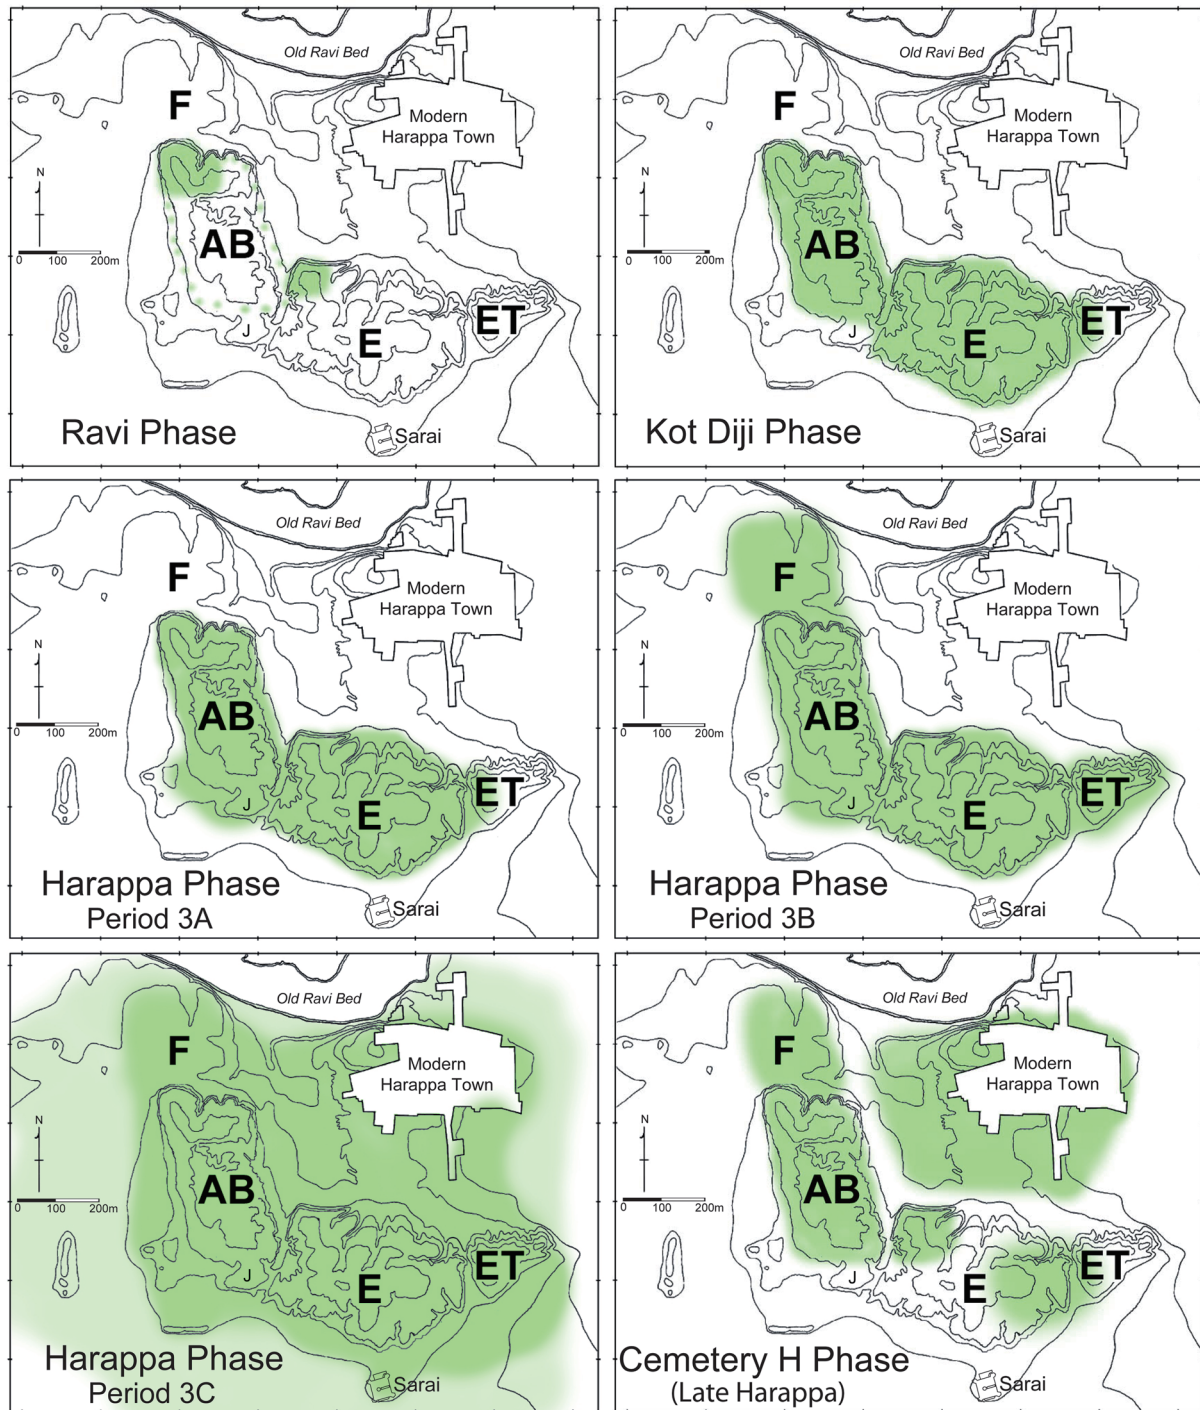 Old Ravi Bed
F
Modern
Harappa Town
N
AB
0 100 200m
ET
J
E
Ravi Phase
Sarai
Old Ravi Bed
F
Modern
Harappa Town
N
AB
0 100 200m
ET
J
E
Kot Diji Phase
Sarai
Old Ravi Bed
F
Modern
Harappa Town
N
AB
0 100 200m
ET
J
E
Harappa Phase
Period 3A
Sarai
Old Ravi Bed
F
Modern
Harappa Town
N
AB
0 100 200m
ET
J
E
Harappa Phase
Period 3B
Sarai
Old Ravi Bed
F
Modern
Harappa Town
N
AB
0 100 200m
ET
J
E
Harappa Phase
Period 3C
Sarai
Old Ravi Bed
F
Modern
Harappa Town
N
AB
0 100 200m
ET
J
E
Cemetery H Phase
(Late Harappa)
Sarai